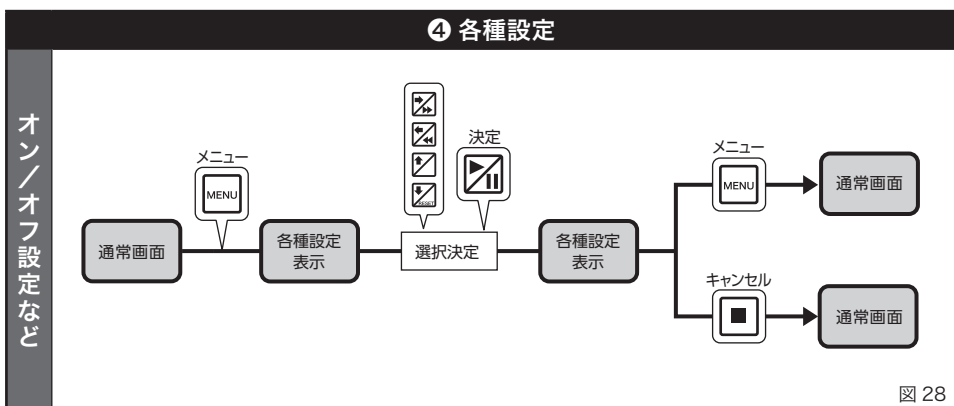 ❹ 各種設定
オン／オフ設定など
通常画面
メニュー
MENU
各種設定
表示
RESET
決定
選択決定
各種設定
表示
メニュー
MENU
通常画面
キャンセル
通常画面
図 28